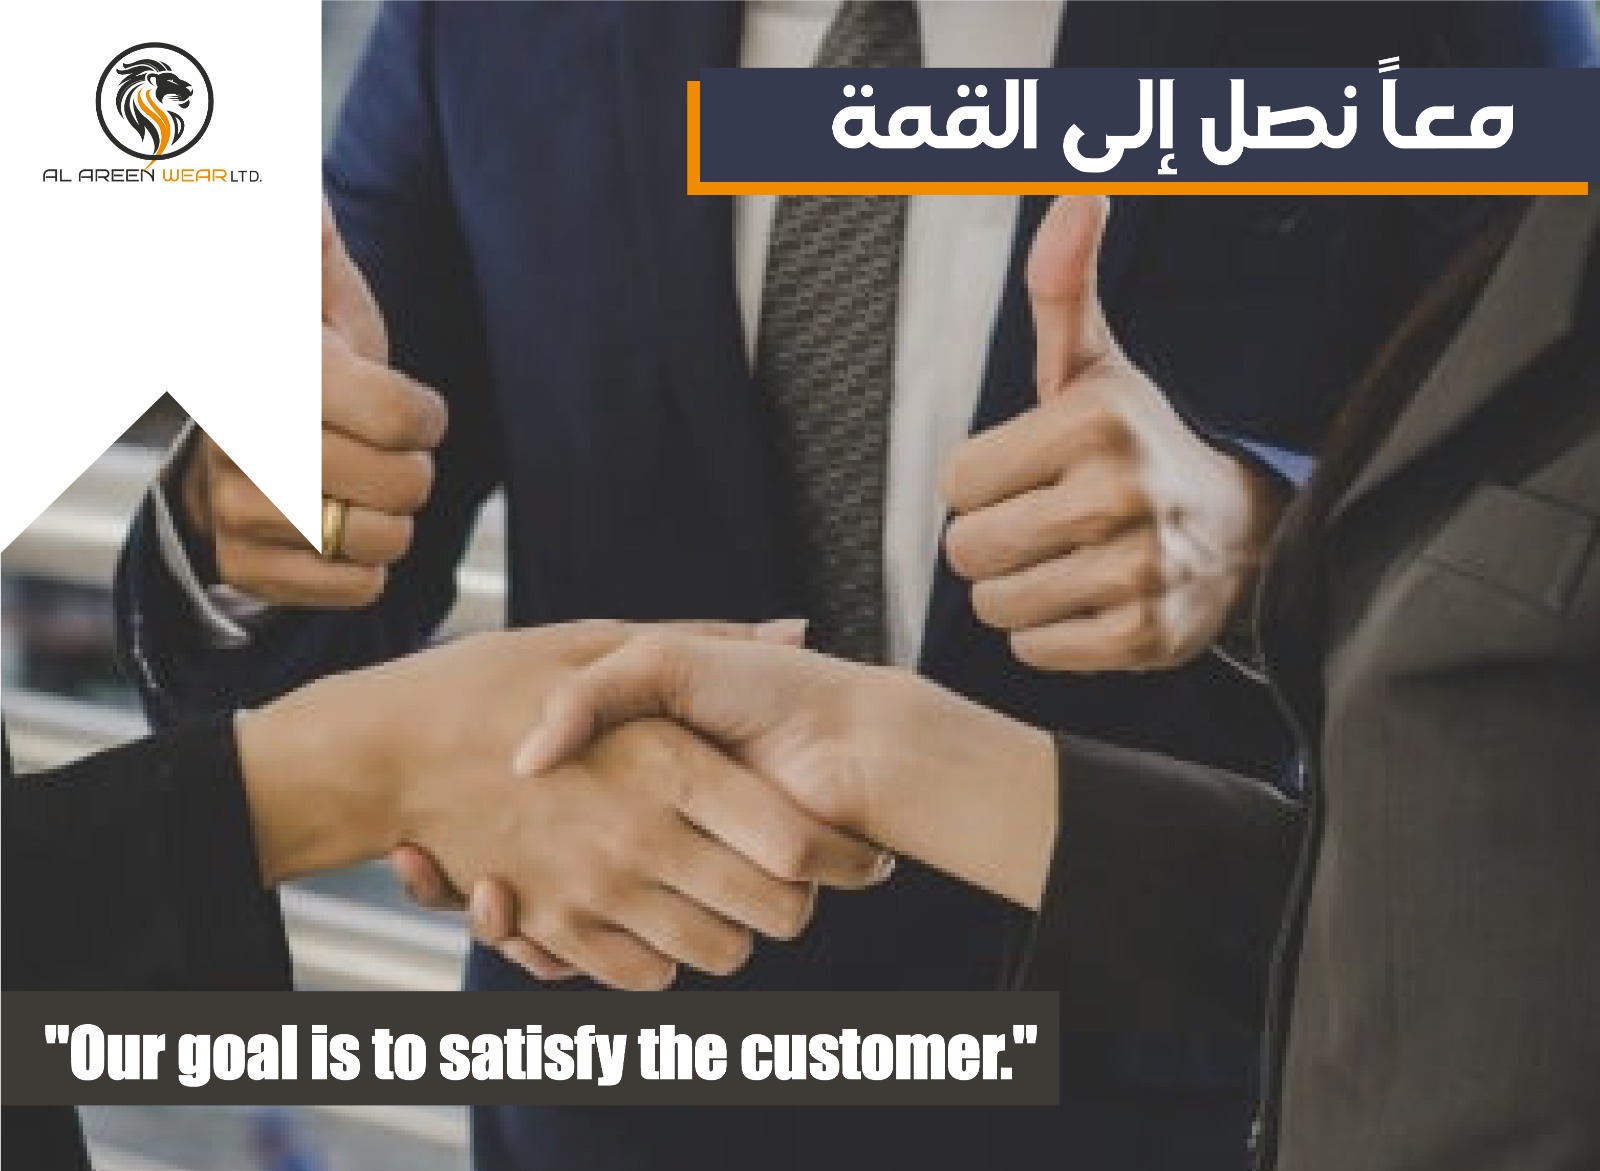 AL AREEN WEAR LTD.
معاً نصل إلى القمة
"Our goal is to satisfy the customer."